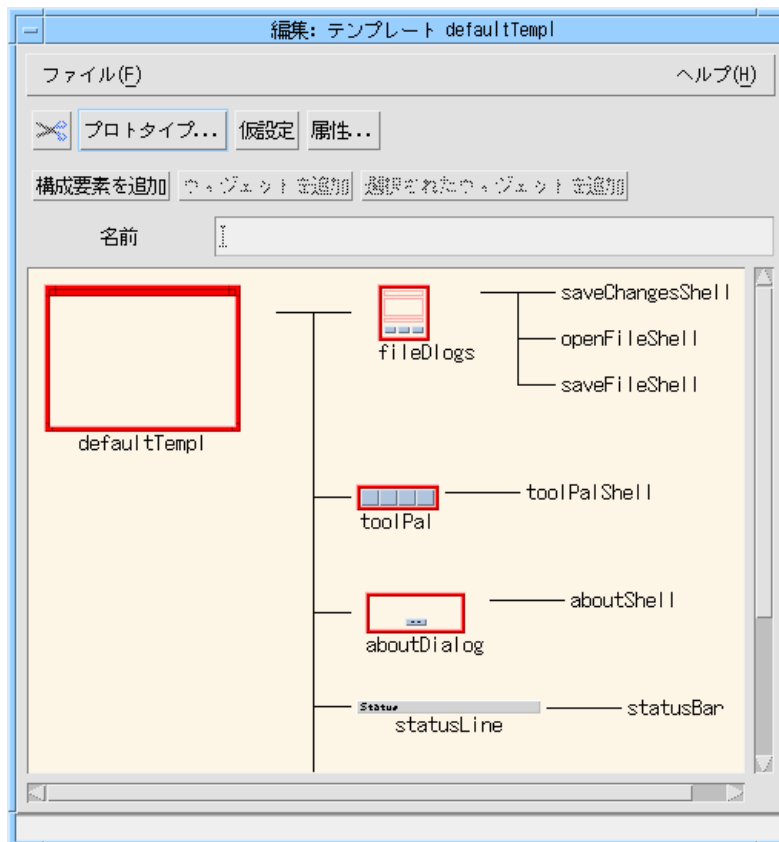 編集: テンプレート defaultTempl
ファイル(F) ヘルプ(H)
プロトタイプ... 仮設定 属性...
構成要素を追加 ウィジェットを追加 選択されたウィジェットを追加
名前
saveChangesShell
openFileShell
fileDlogs
saveFileShell
defaultTempl
toolPalShell
toolPal
aboutShell
aboutDialog
Status
statusBar
statusLine